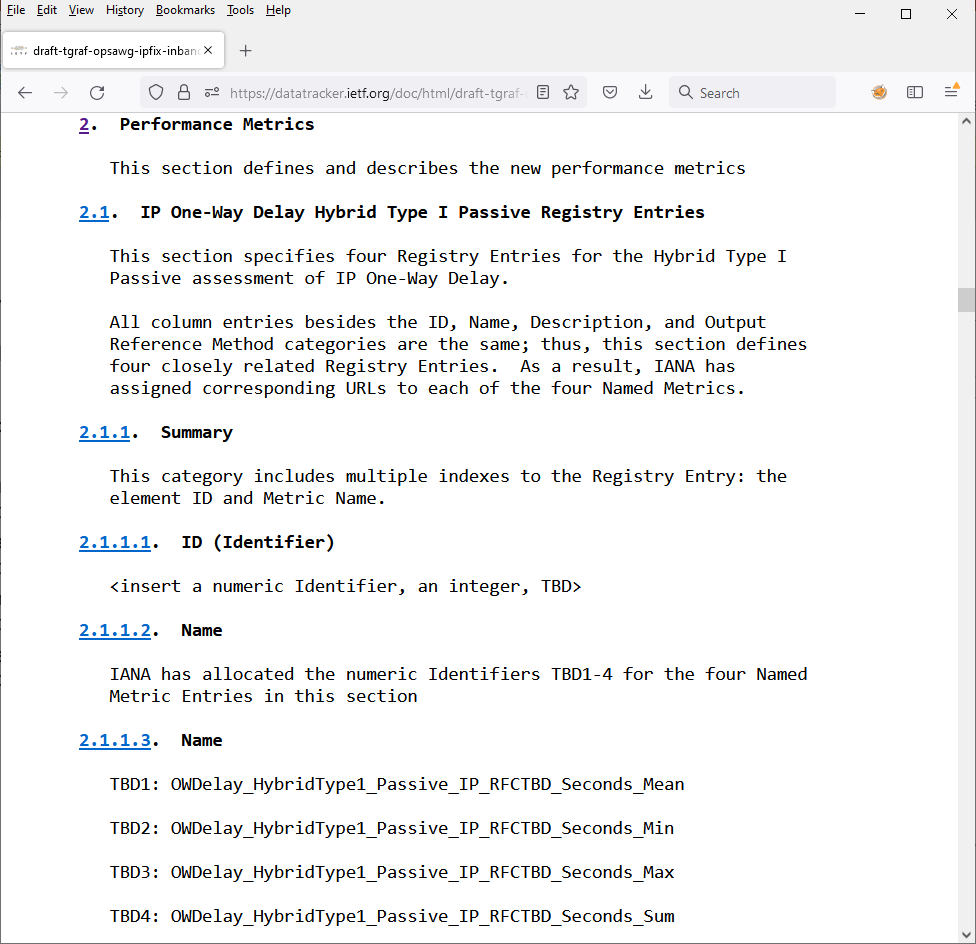 File Edit View History Bookmarks Tools Help
draft-tgraf-opsawg-ipfix-inban
https://datatracker.ietf.org/doc/html/draft-tgraf-
Search
2. Performance Metrics
This section defines and describes the new performance metrics
2.1. IP One-Way Delay Hybrid Type I Passive Registry Entries
This section specifies four Registry Entries for the Hybrid Type I
Passive assessment of IP One-Way Delay.
All column entries besides the ID, Name, Description, and Output
Reference Method categories are the same; thus, this section defines
four closely related Registry Entries. As a result, IANA has
assigned corresponding URLs to each of the four Named Metrics.
2.1.1. Summary
This category includes multiple indexes to the Registry Entry: the
element ID and Metric Name.
2.1.1.1. ID (Identifier)
<insert a numeric Identifier, an integer, TBD>
2.1.1.2. Name
IANA has allocated the numeric Identifiers TBD1-4 for the four Named
Metric Entries in this section
2.1.1.3. Name
TBD1: OWDelay_HybridType1_Passive_IP_RFCTBD_Seconds_Mean
TBD2: OWDelay_HybridType1_Passive_IP_RFCTBD_Seconds_Min
TBD3: OWDelay_HybridType1_Passive_IP_RFCTBD_Seconds_Max
TBD4: OWDelay_HybridType1_Passive_IP_RFCTBD_Seconds_Sum